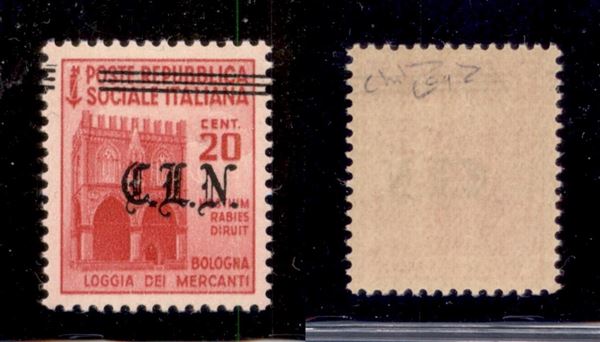 POSTE REPUBBLICA
SOCIALE ITALIANA
CENT.
20
C.L.N.
RABIES
DIRUIT
BOLOGNA
LOGGIA DEI MERCANTI